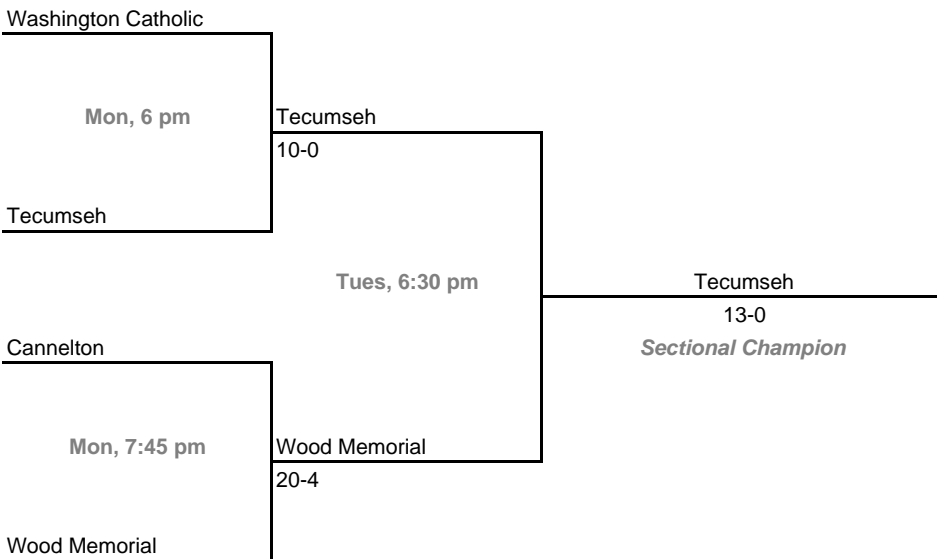 Washington Catholic
Mon, 6 pm
Tecumseh
10-0
Tecumseh
Tues, 6:30 pm
Tecumseh
13-0
Sectional Champion
Cannelton
Mon, 7:45 pm
Wood Memorial
20-4
Wood Memorial